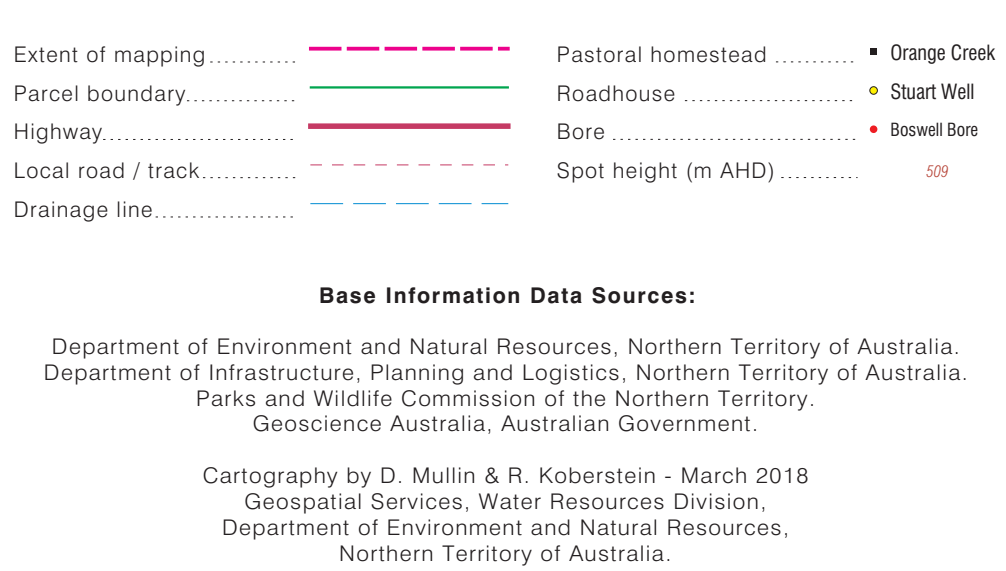 Extent of mapping............
Parcel boundary...............
Highway..........................
Local road / track.............
Drainage line...................
Pastoral homestead ........... Orange Creek
Roadhouse ....................... Stuart Well
Bore ................................. Boswell Bore
Spot height (m AHD) ........... 509
Base Information Data Sources:
Department of Environment and Natural Resources, Northern Territory of Australia.
Department of Infrastructure, Planning and Logistics, Northern Territory of Australia.
Parks and Wildlife Commission of the Northern Territory.
Geoscience Australia, Australian Government.
Cartography by D. Mullin & R. Koberstein - March 2018
Geospatial Services, Water Resources Division,
Department of Environment and Natural Resources,
Northern Territory of Australia.